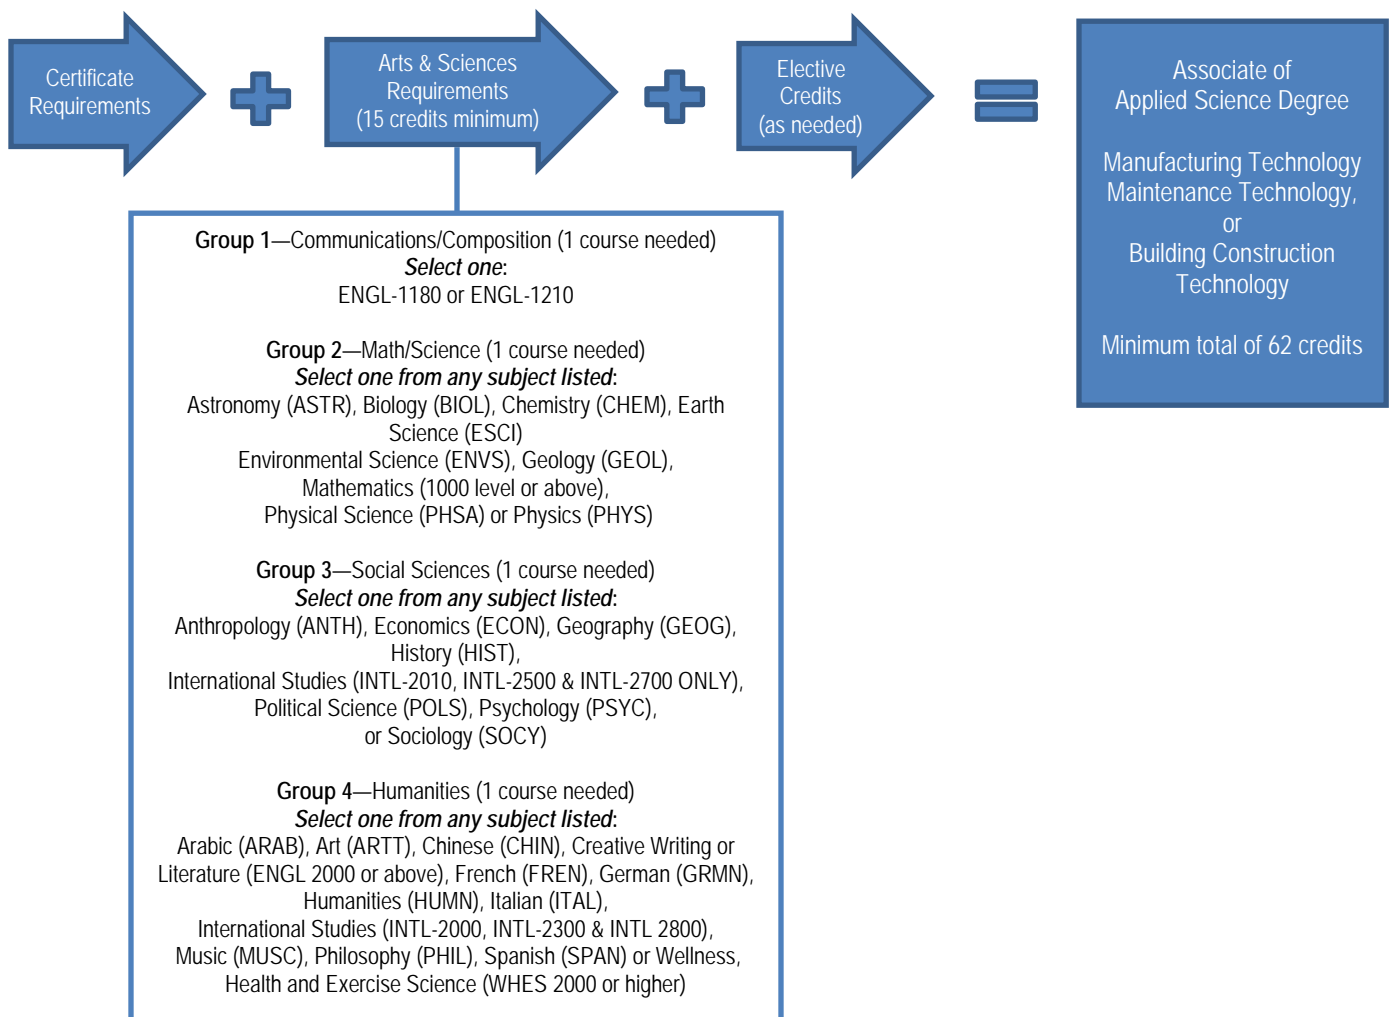 Certificate
Requirements
Arts & Sciences
Requirements
(15 credits minimum)
Elective
Credits
(as needed)
Associate of
Applied Science Degree
Manufacturing Technology
Maintenance Technology,
or
Building Construction
Technology
Minimum total of 62 credits
Group 1—Communications/Composition (1 course needed)
Select one:
ENGL-1180 or ENGL-1210
Group 2—Math/Science (1 course needed)
Select one from any subject listed:
Astronomy (ASTR), Biology (BIOL), Chemistry (CHEM), Earth
Science (ESCI)
Environmental Science (ENVS), Geology (GEOL),
Mathematics (1000 level or above),
Physical Science (PHSA) or Physics (PHYS)
Group 3—Social Sciences (1 course needed)
Select one from any subject listed:
Anthropology (ANTH), Economics (ECON), Geography (GEOG),
History (HIST),
International Studies (INTL-2010, INTL-2500 & INTL-2700 ONLY),
Political Science (POLS), Psychology (PSYC),
or Sociology (SOCY)
Group 4—Humanities (1 course needed)
Select one from any subject listed:
Arabic (ARAB), Art (ARTT), Chinese (CHIN), Creative Writing or
Literature (ENGL 2000 or above), French (FREN), German (GRMN),
Humanities (HUMN), Italian (ITAL),
International Studies (INTL-2000, INTL-2300 & INTL 2800),
Music (MUSC), Philosophy (PHIL), Spanish (SPAN) or Wellness,
Health and Exercise Science (WHES 2000 or higher)